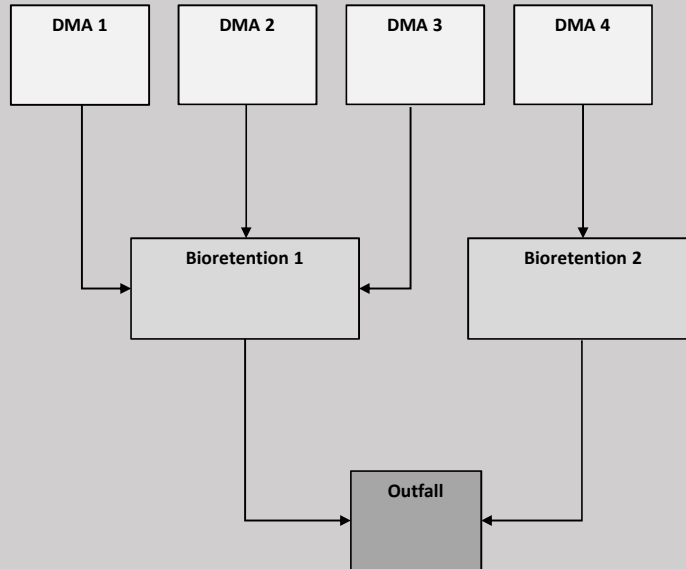 DMA 1
DMA 2
DMA 3
DMA 4
Bioretention 1
Bioretention 2
Outfall